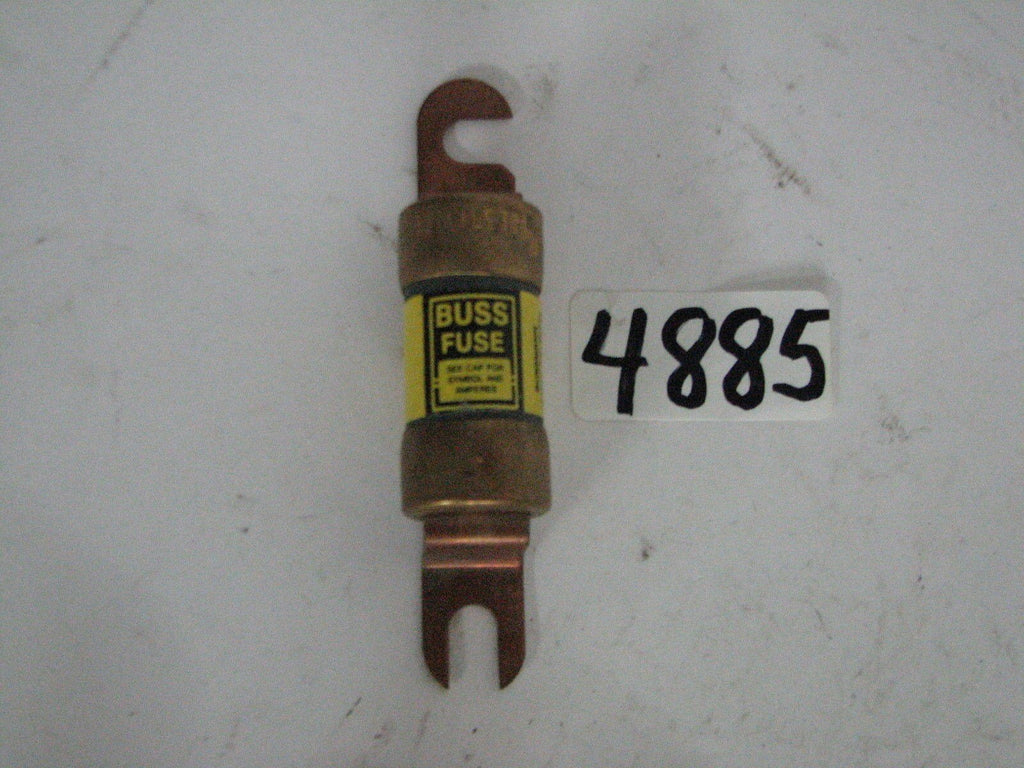 BUSS
FUSE
SEE CAP FOR
SYMBOL AND
AMPERES
4885